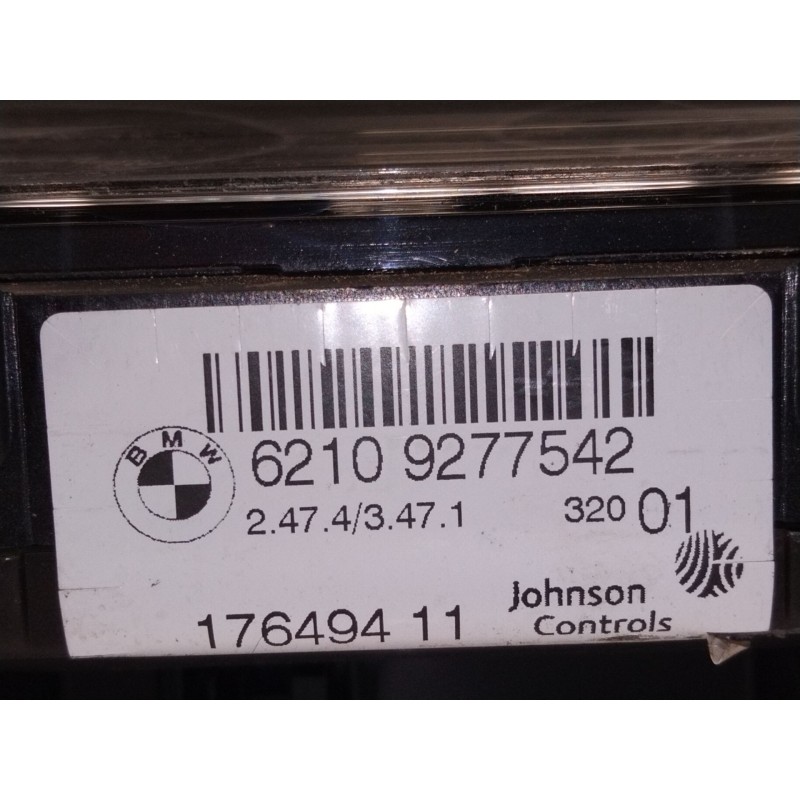 BMW
6210 9277542
2.47.4/3.47.1 320 01
176494 11
Johnson
Controls